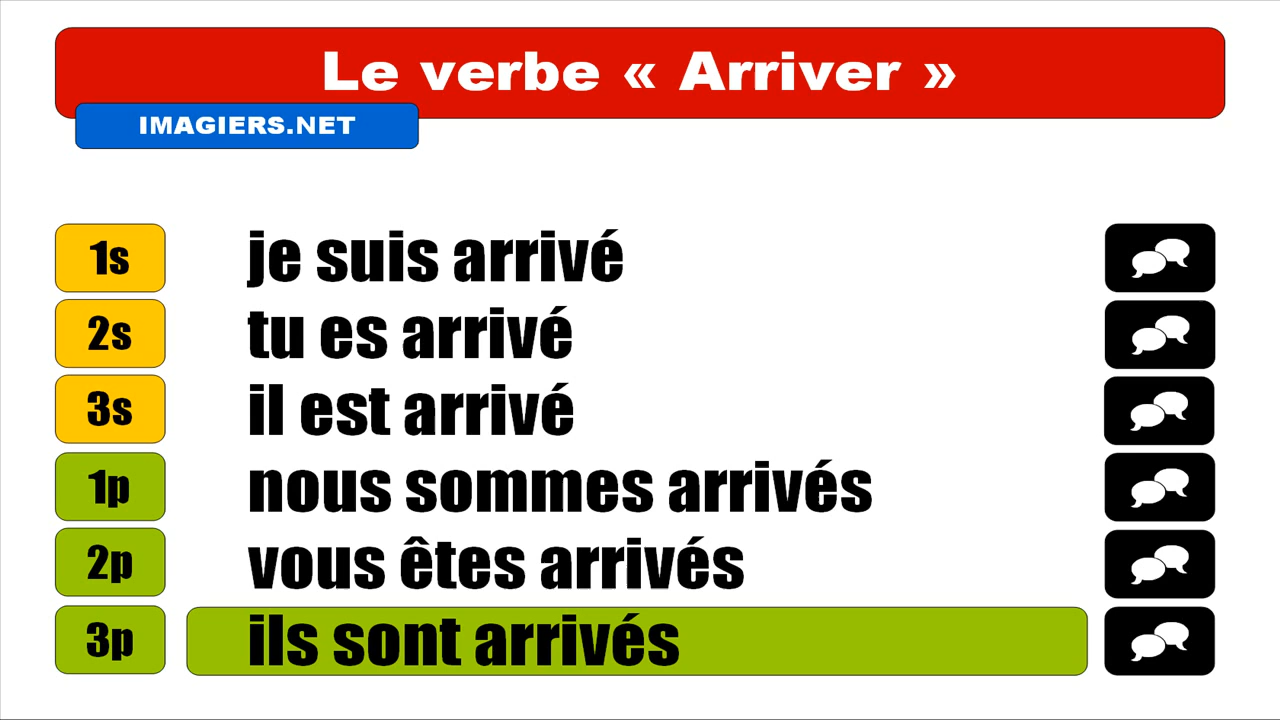 Le verbe « Arriver »
IMAGIERS.NET
1s je suis arrivé
2s tu es arrivé
3s il est arrivé
1p nous sommes arrivés
2p vous êtes arrivés
3p ils sont arrivés